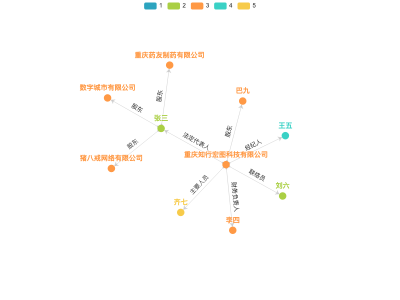 1 2 3 4 5
重庆药友制药有限公司
数字城市有限公司
股东
股东
张三
股东
猪八戒网络有限公司
法定代表人
重庆知行宏图科技有限公司
巴九
股东
王五
经纪人
联络员
刘六
主要人员
齐七
财务负责人
李四